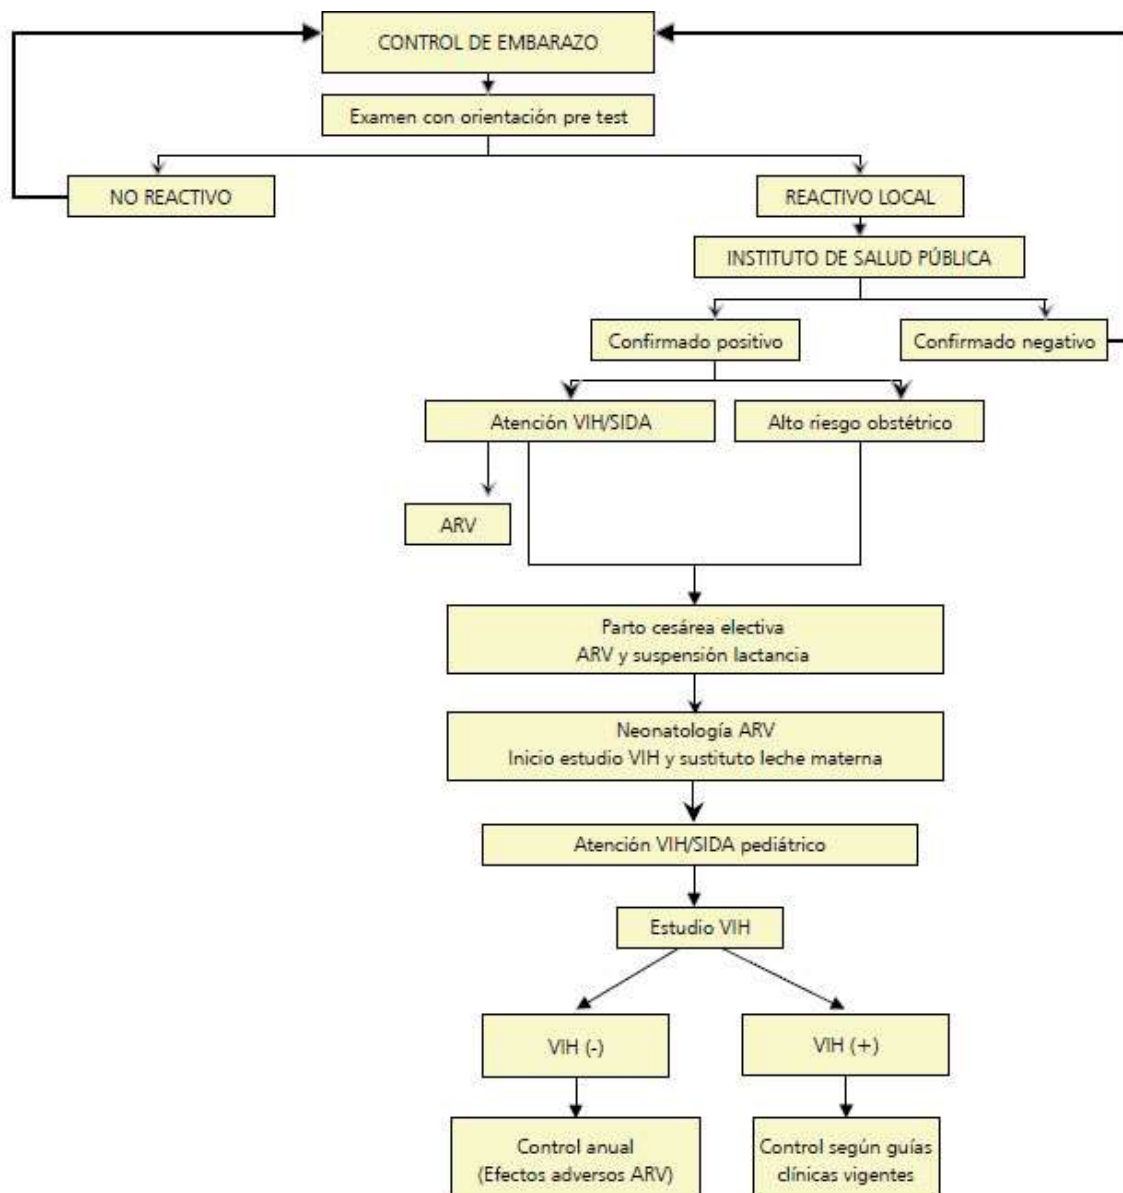 CONTROL DE EMBARAZO
Examen con orientación pre test
NO REACTIVO
REACTIVO LOCAL
INSTITUTO DE SALUD PÚBLICA
Confirmado positivo
Confirmado negativo
Atención VIH/SIDA
Alto riesgo obstétrico
ARV
Parto cesárea electiva
ARV y suspensión lactancia
Neonatología ARV
Inicio estudio VIH y sustituto leche materna
Atención VIH/SIDA pediátrico
Estudio VIH
VIH (-)
VIH (+)
Control anual
(Efectos adversos ARV)
Control según guías
clínicas vigentes